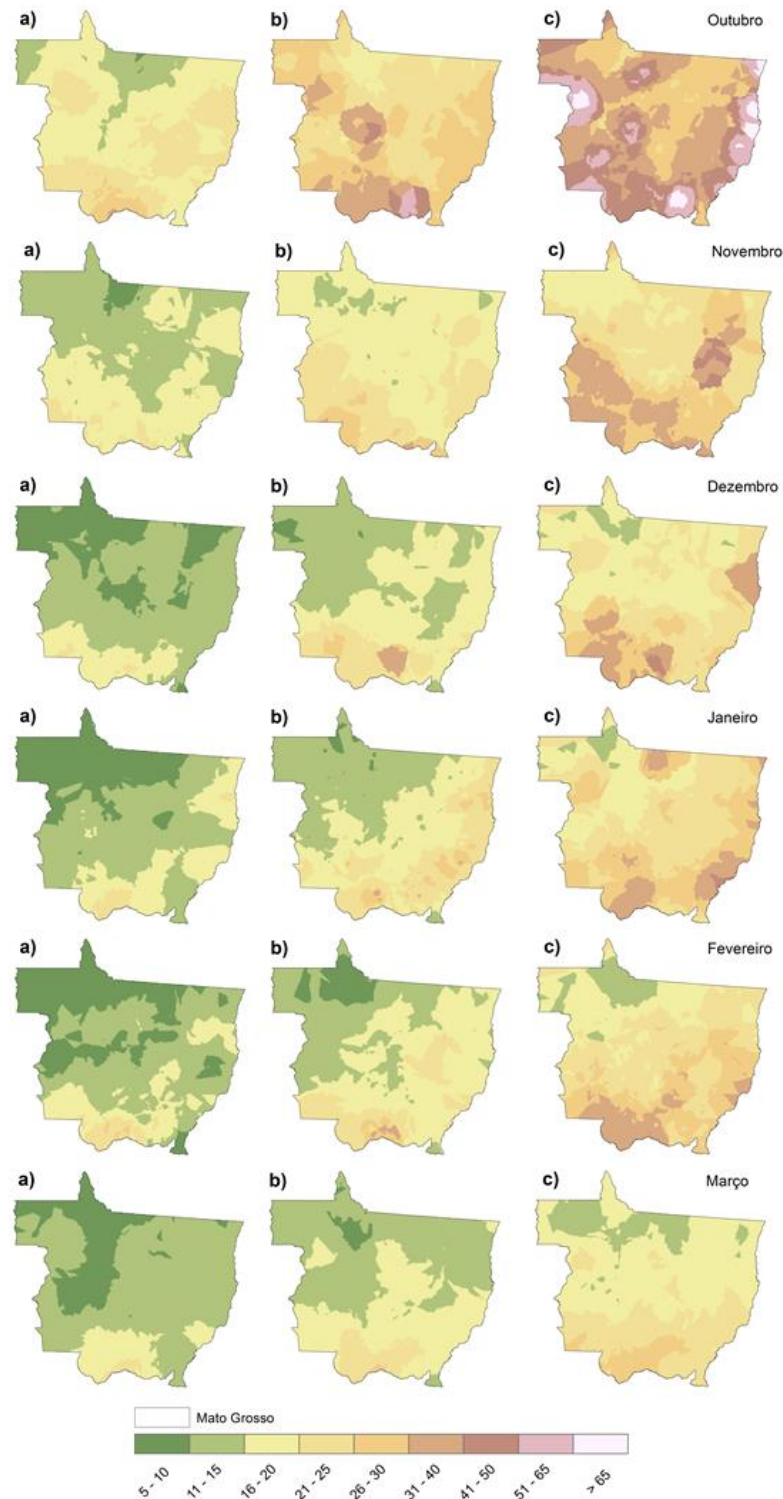 a) b) c) Outubro
a) b) c) Novembro
a) b) c) Dezembro
a) b) c) Janeiro
a) b) c) Fevereiro
a) b) c) Março
Mato Grosso
5 - 10 11 - 15 16 - 20 21 - 25 26 - 30 31 - 40 41 - 50 51 - 65 > 65